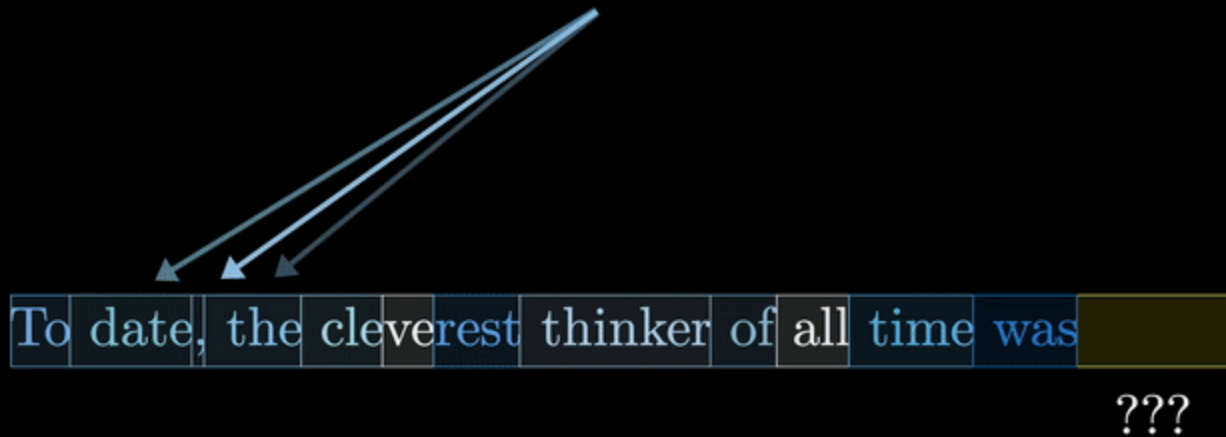 To date, the cleverest thinker of all time was
???